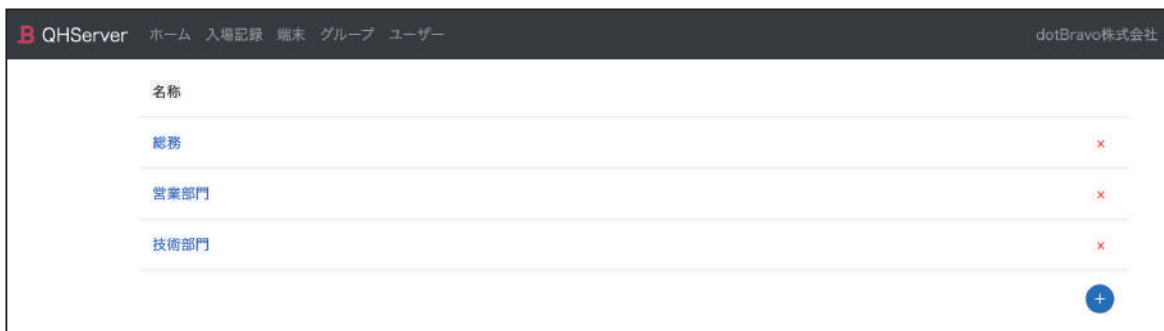 B QHServer ホーム 入場記録 端末 グループ ユーザー dotBravo株式会社
名称
総務 ×
営業部門 ×
技術部門 ×
+